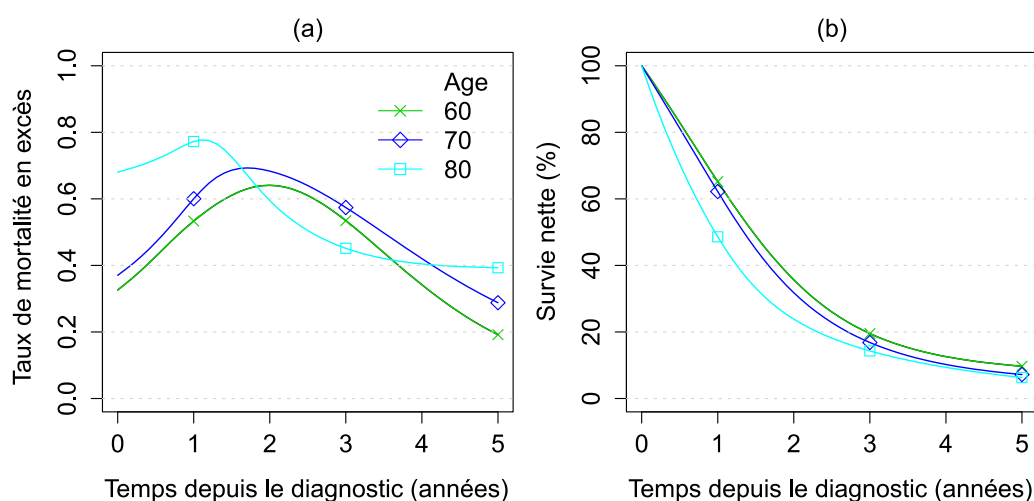 (a)
Taux de mortalité en excès
1.0
0.8
0.6
0.4
0.2
0.0
Age
60
70
80
0 1 2 3 4 5
Temps depuis le diagnostic (années)
(b)
Survie nette (%)
100
80
60
40
20
0
0 1 2 3 4 5
Temps depuis le diagnostic (années)